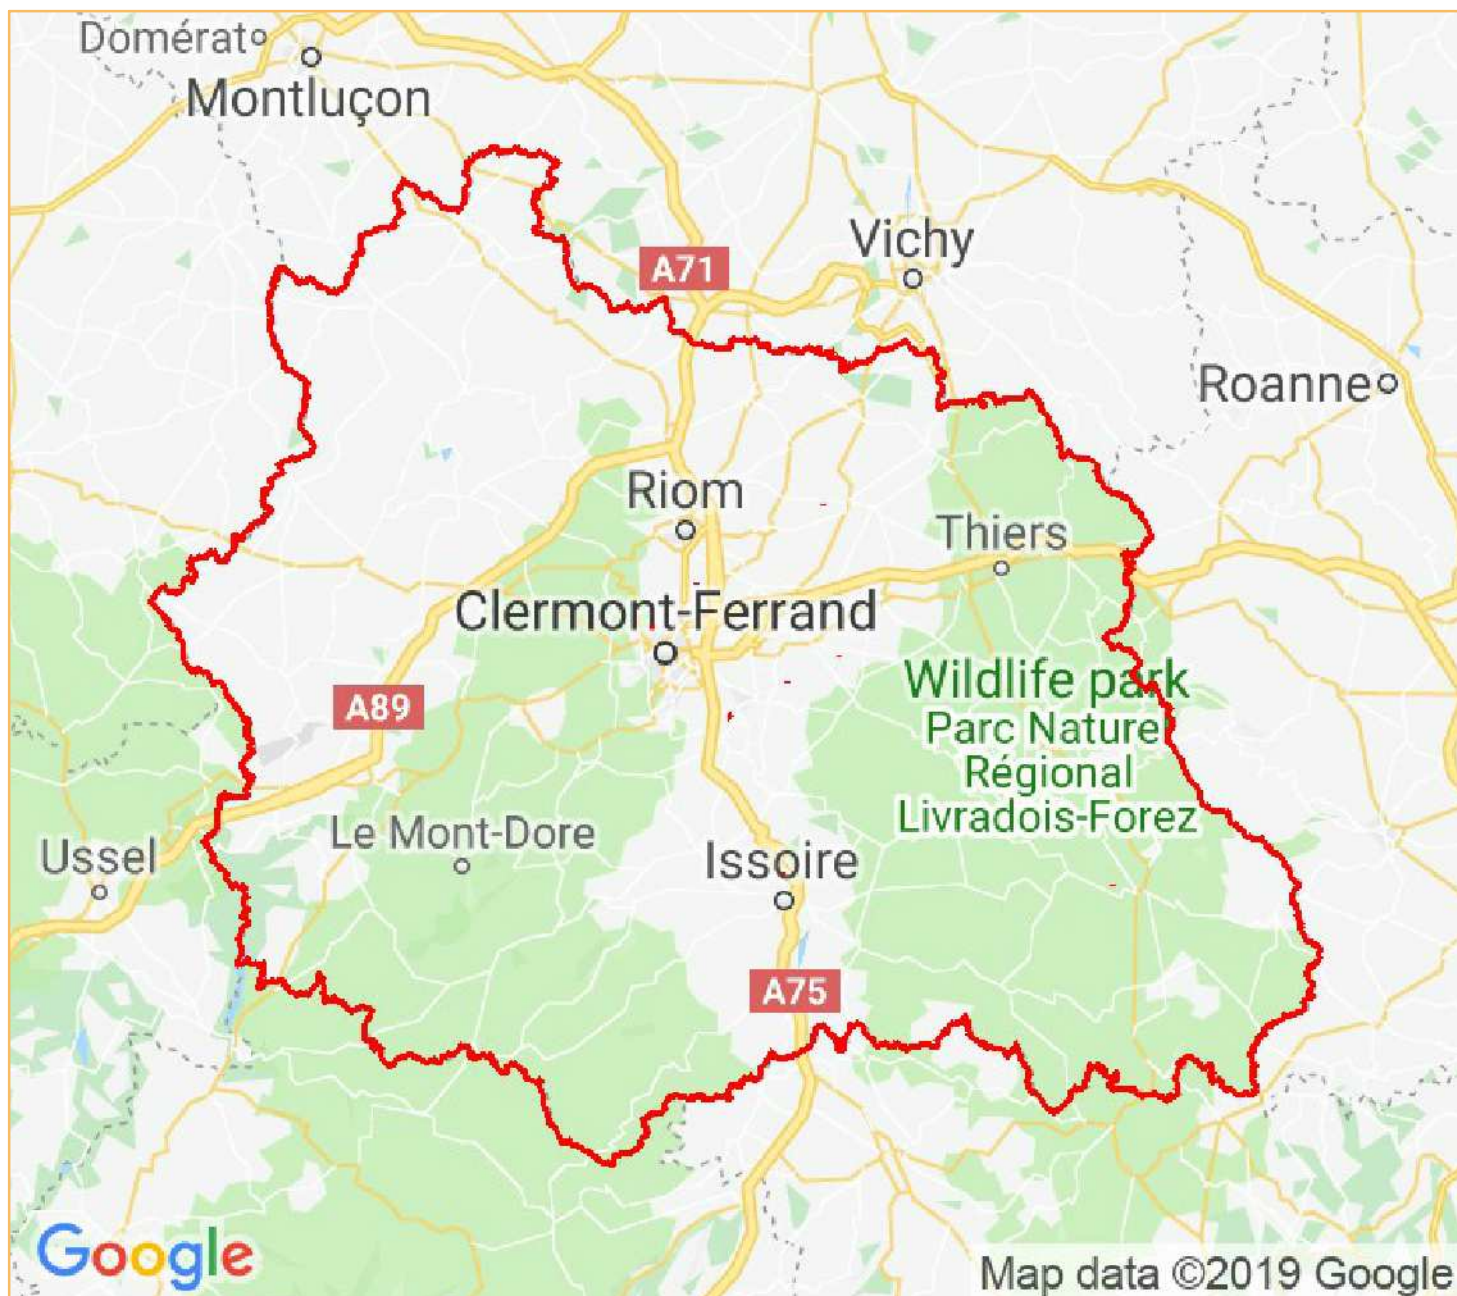 Domérat
Montluçon
A71
Vichy
Roanne
Riom
Thiers
Clermont-Ferrand
A89
Wildlife park
Parc Naturel
Régional
Livradois-Forez
Le Mont-Dore
Ussel
Issoire
A75
Google
Map data ©2019 Google